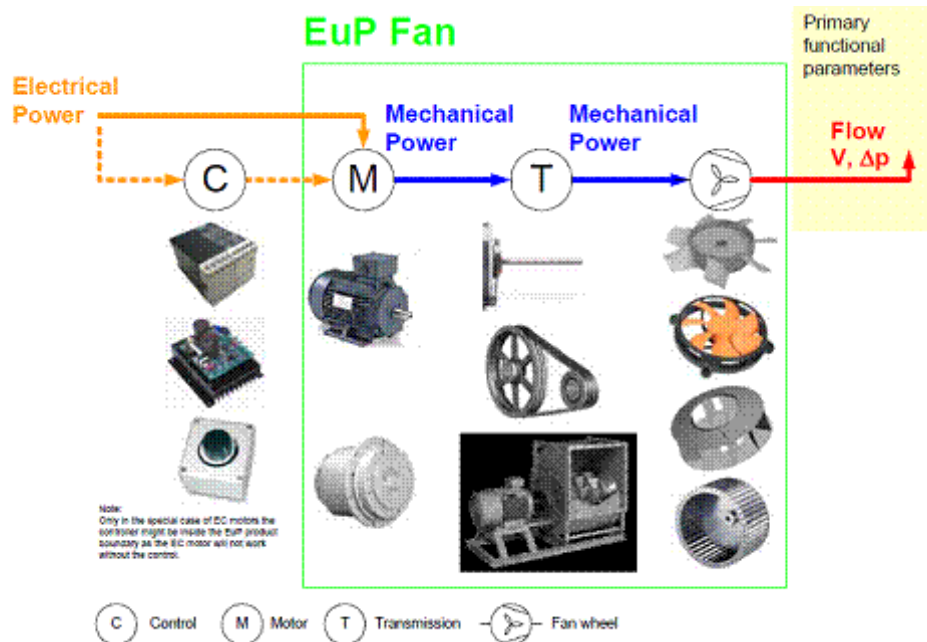 EuP Fan
Primary
functional
parameters
Electrical
Power
Mechanical
Power
Mechanical
Power
Flow
V, Δp
C
M
T
Note:
Only in the special case of EC motors the
controller might be inside the EuP product
boundary as the EC motor will not work
without the control.
C Control M Motor T Transmission Fan wheel